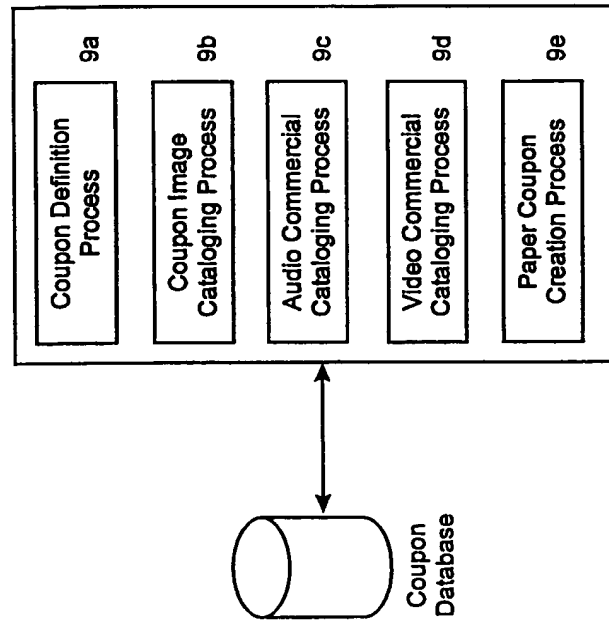 Coupon Definition
Process
9a
Coupon Image
Cataloging Process
9b
Audio Commercial
Cataloging Process
9c
Video Commercial
Cataloging Process
9d
Paper Coupon
Creation Process
9e
Coupon
Database